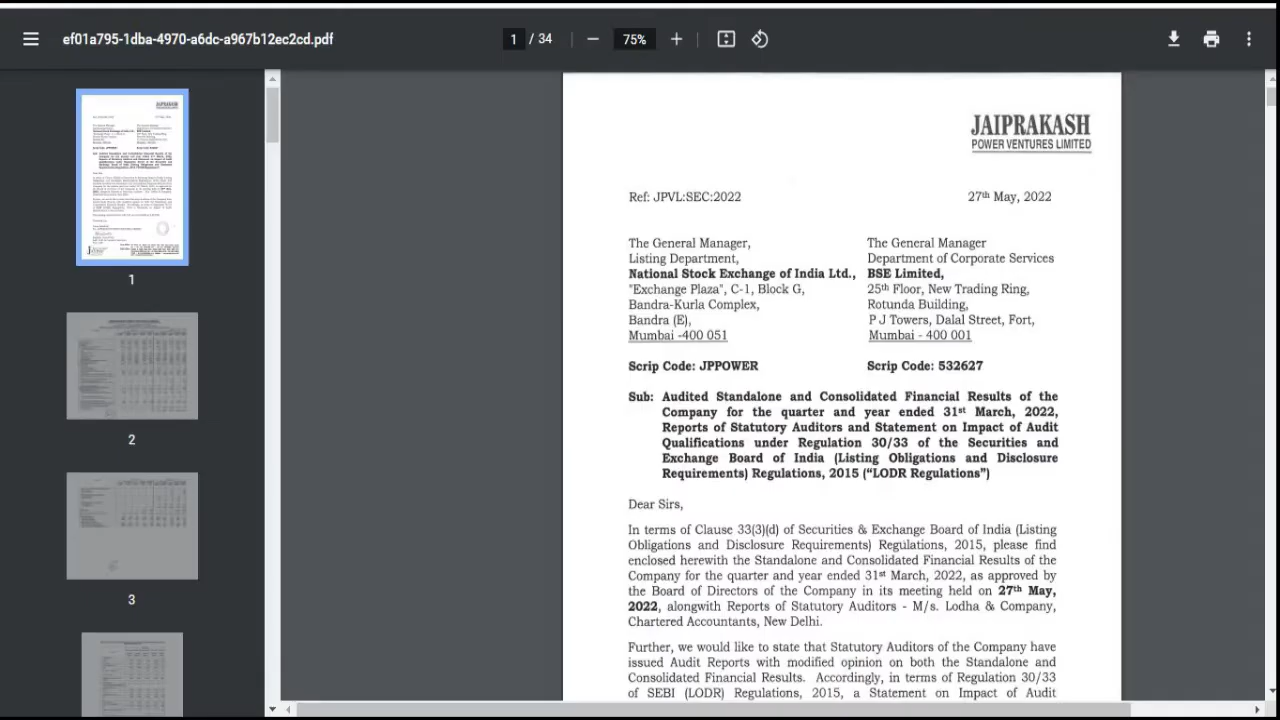 ef01a795-1dba-4970-a6dc-a967b12ec2cd.pdf
1 / 34
75%
1
2
3
JAIPRAKASH
POWER VENTURES LIMITED
Ref: JPVL:SEC:2022
27th May, 2022
The General Manager,
Listing Department,
National Stock Exchange of India Ltd.,
"Exchange Plaza", C-1, Block G,
Bandra-Kurla Complex,
Bandra (E),
Mumbai -400 051
Scrip Code: JPPOWER
The General Manager
Department of Corporate Services
BSE Limited,
25th Floor, New Trading Ring,
Rotunda Building,
P J Towers, Dalal Street, Fort,
Mumbai - 400 001
Scrip Code: 532627
Sub: Audited Standalone and Consolidated Financial Results of the
Company for the quarter and year ended 31st March, 2022,
Reports of Statutory Auditors and Statement on Impact of Audit
Qualifications under Regulation 30/33 of the Securities and
Exchange Board of India (Listing Obligations and Disclosure
Requirements) Regulations, 2015 ("LODR Regulations")
Dear Sirs,
In terms of Clause 33(3)(d) of Securities & Exchange Board of India (Listing
Obligations and Disclosure Requirements) Regulations, 2015, please find
enclosed herewith the Standalone and Consolidated Financial Results of the
Company for the quarter and year ended 31st March, 2022, as approved by
the Board of Directors of the Company in its meeting held on 27th May,
2022, alongwith Reports of Statutory Auditors - M/s. Lodha & Company,
Chartered Accountants, New Delhi.
Further, we would like to state that Statutory Auditors of the Company have
issued Audit Reports with modified opinion on both the Standalone and
Consolidated Financial Results. Accordingly, in terms of Regulation 30/33
of SEBI (LODR) Regulations, 2015, a Statement on Impact of Audit